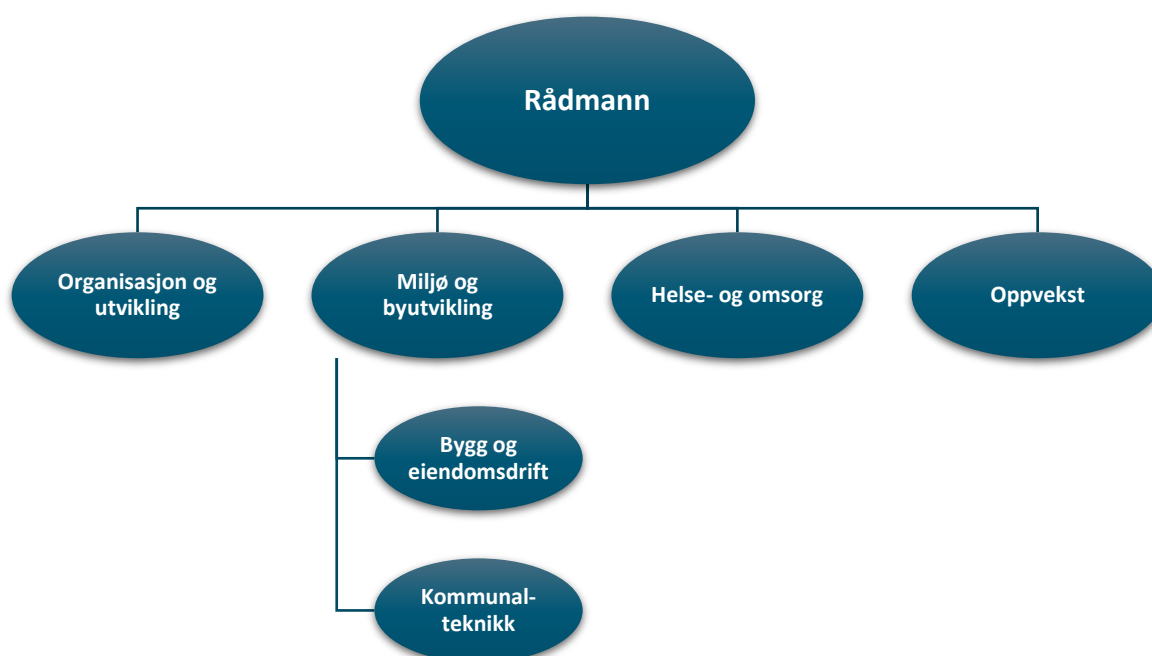 Rådmann
Organisasjon og
utvikling
Miljø og
byutvikling
Helse- og omsorg
Oppvekst
Bygg og
eiendomsdrift
Kommunal-
teknikk